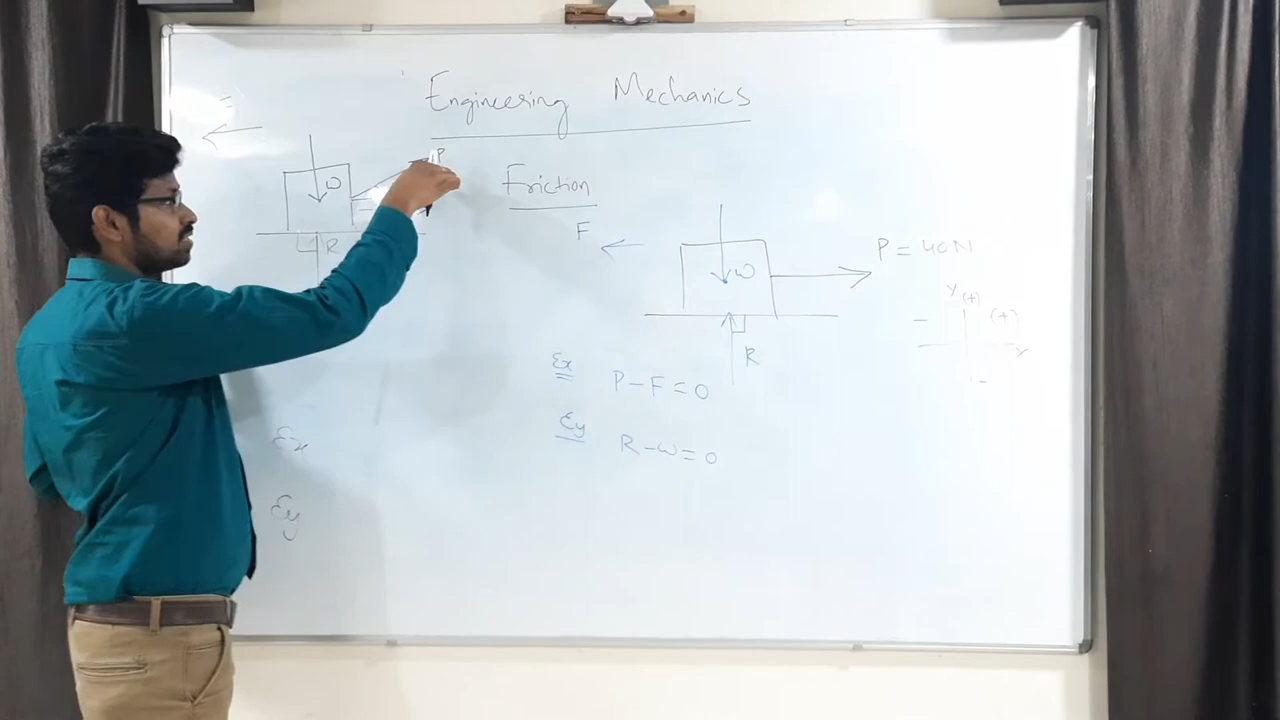 Engineering Mechanics
Friction
P
W
R
F
W
P = 40 N
R
Y (+)
(+)
−
X
-
Σx
P − F = 0
Σy
R − W = 0
Σx
Σy